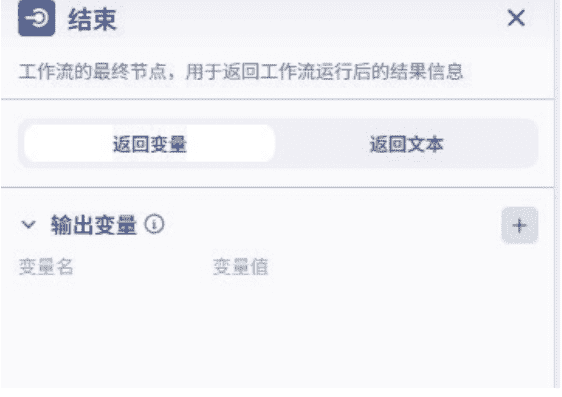 结束
工作流的最终节点，用于返回工作流运行后的结果信息
返回变量 返回文本
输出变量
变量名 变量值